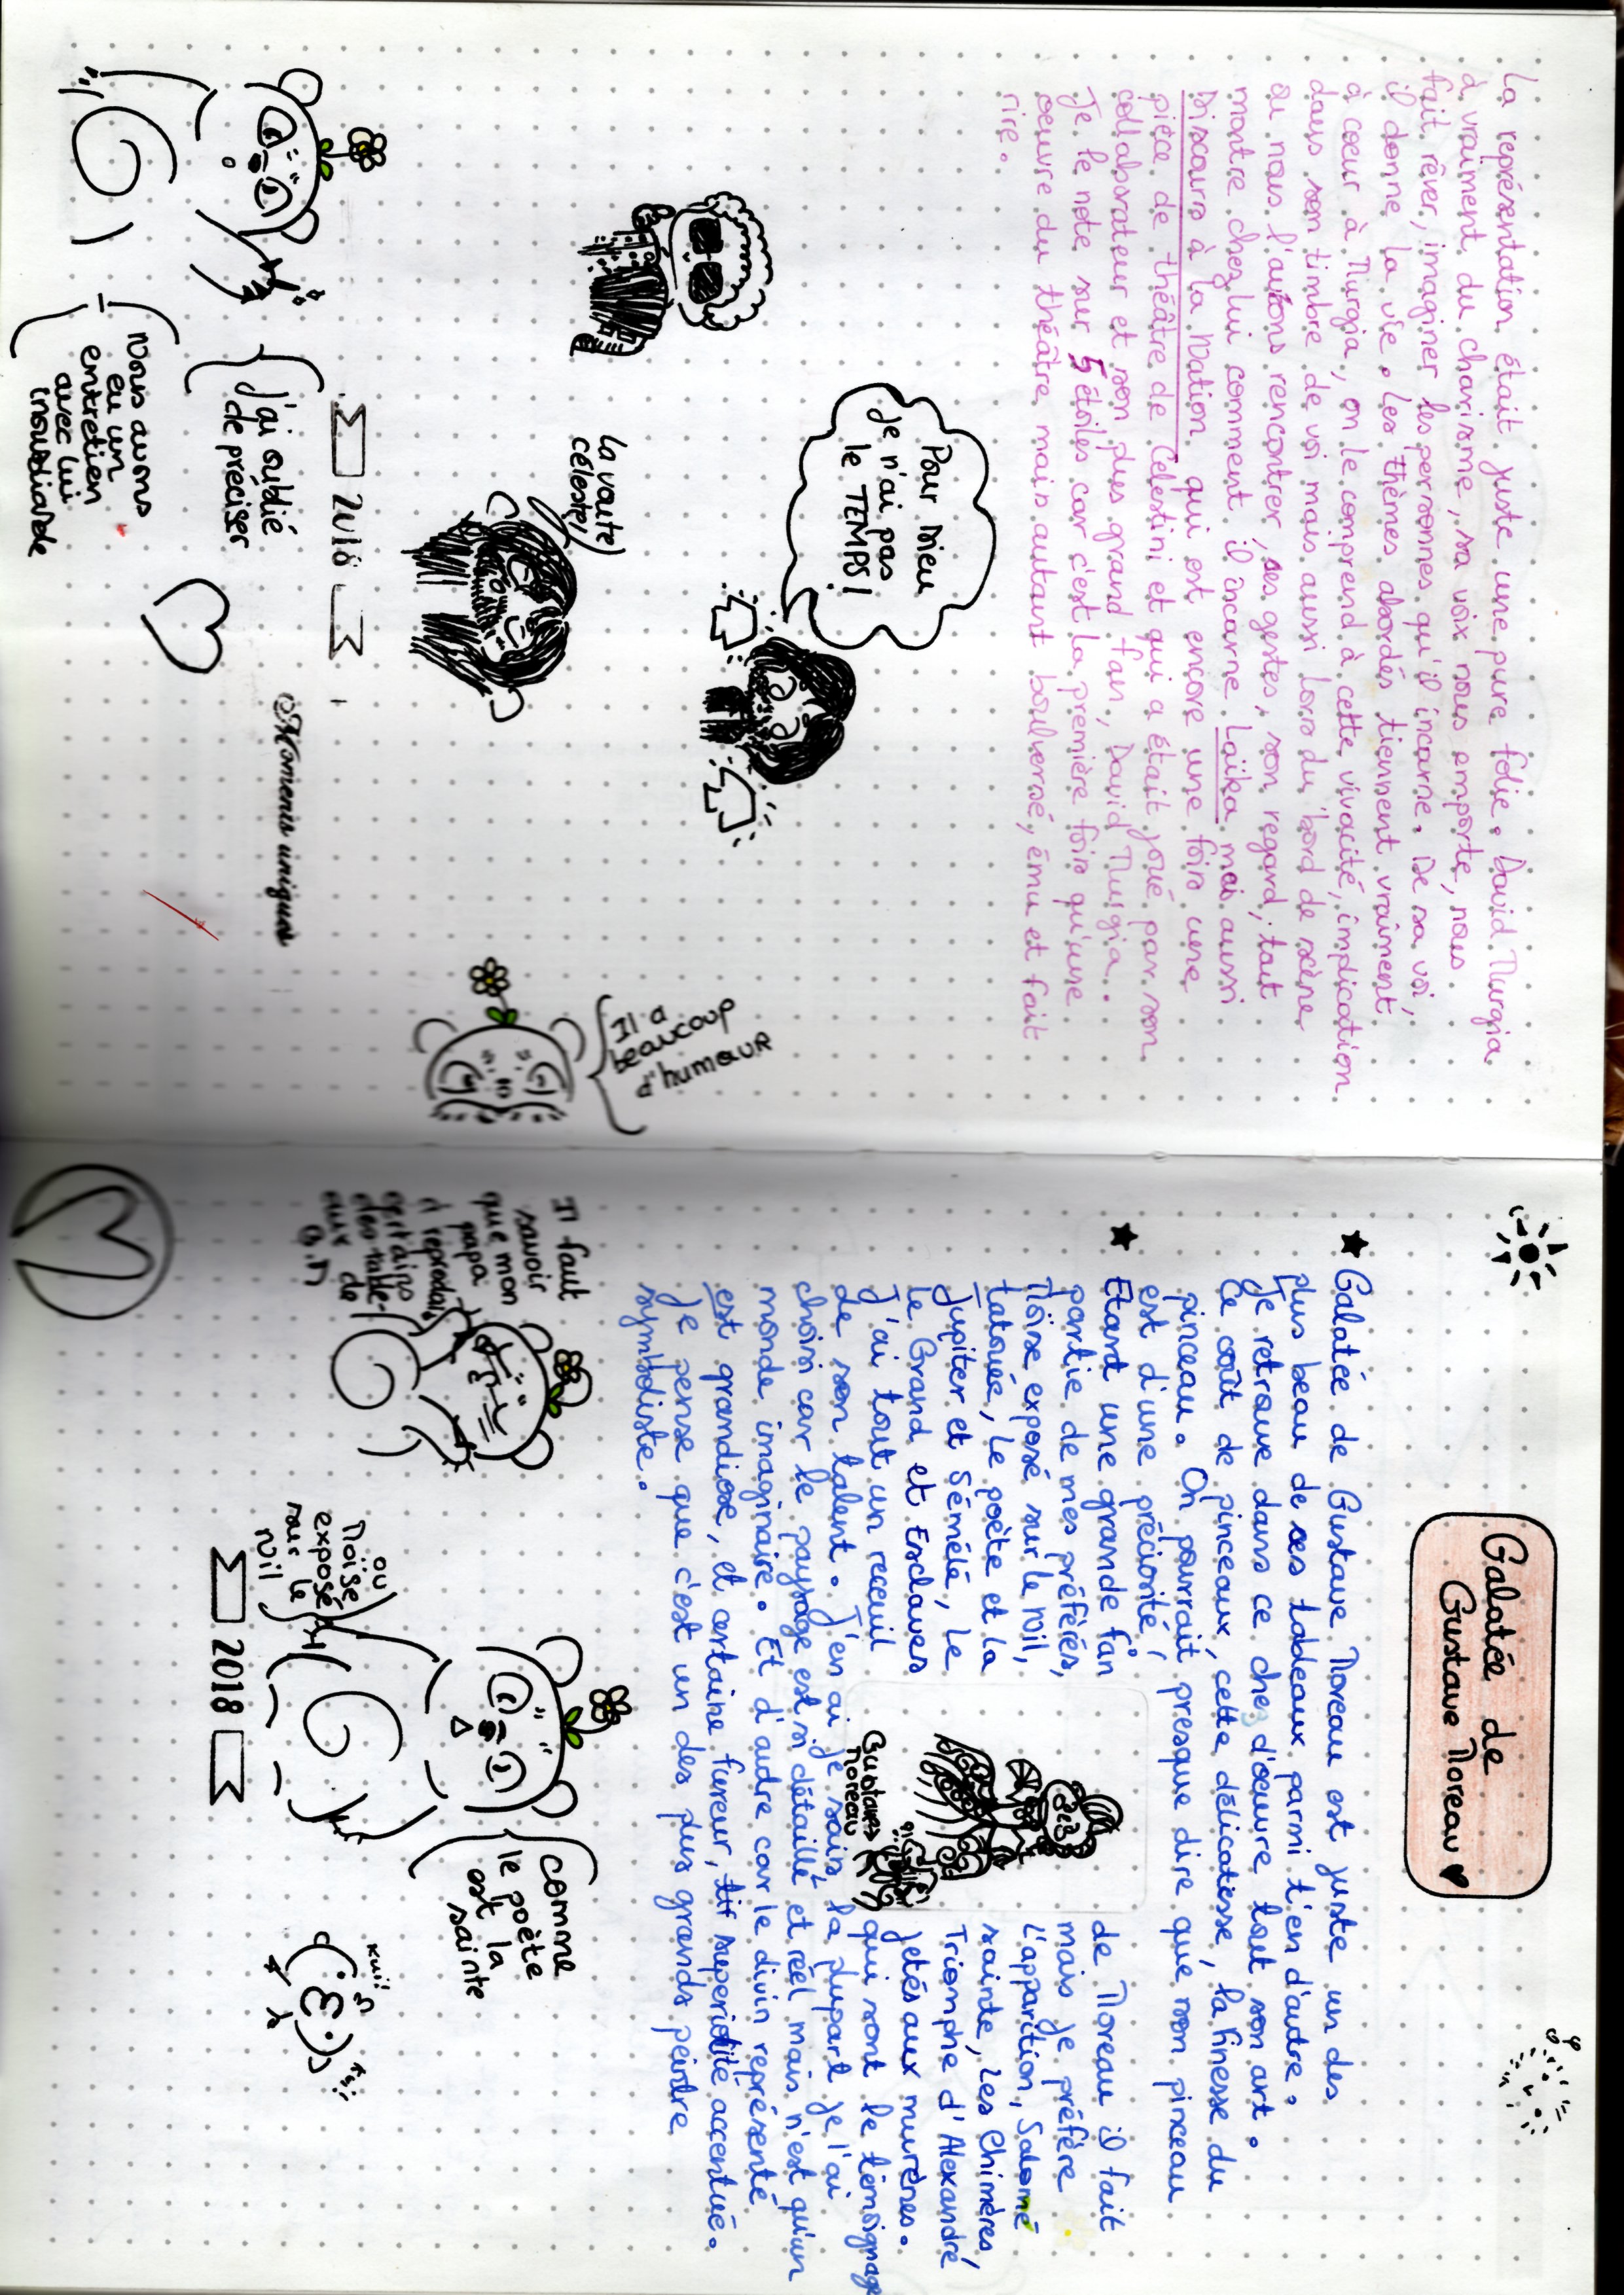 La représentation était juste une pure folie. David Murgia
à vraiment du charisme, sa voix nous emporte, nous
fait rêver, imaginer les personnes qu'il incarne. De sa voi,
il donne la vie. Les thèmes abordés tiennent vraiment
à coeur à Murgia, on le comprend à cette vivacité, implication
dans son timbre de voi mais aussi lors du bord de scène
ou nous l'avions rencontrer, ses gestes, son regard, tout
montre chez lui comment il incarne Laïka mai aussi
Discours à la Nation qui est encore une fois une
pièce de théâtre de Celestini et qui a était joué par son
collaborateur et son plus grand fan, David Murgia.
Je le note sur 5 étoiles car c'est la première fois qu'une
oeuvre du théâtre mais autant boulversé, ému et fait
rire.
Pour Dieu
je n'ai pas
le TEMPS!
La voute
céleste,
Il a
beaucoup
d'humour
2018
Moments uniques
j'ai oublié
de préciser
Nous avons
eu un
entretien
avec lui
inoubliable
Galatée de
Gustave Moreau
Galatée de Gustave Moreau est juste un des
plus beau de ses tableaux parmi t'en d'autre.
Je retrouve dans ce chez d'oeuvre tout son art.
Ce coût de pinceaux, cette délicatesse, la finesse du
pinceau. On pourrait presque dire que son pinceau
est d'une préciosité!
Etant une grande fan de Moreau il fait
partie de mes préfèrés, mais je préfère
Moïse exposé sur le Nil, L'apparition, Salomé
tatouée, Le poète et la sainte, Les Chimères,
Jupiter et Sémélé, Le Triomphe d'Alexandre
le Grand et Esclaves jetés aux murènes.
J'ai tout un receuil qui sont le témoignage
Gustave
Moreau
de son talent. J'en ai je sais, la plupart je l'ai
choisi car le paysage est si détaillé et réel mais n'est qu'un
monde imaginaire. Et d'autre car le divin représenté
est grandiose, et certaine fureur, superiotité accentué.
Je pense que c'est un des plus grands peintre
symboliste.
Il faut
savoir
que mon
papa
a reproduis
certains
des table-
aux de
G.M
comme
le poète
est la
sainte
ou
Moïse
exposé
sur le
Nil
Kui!
Kui!
2018